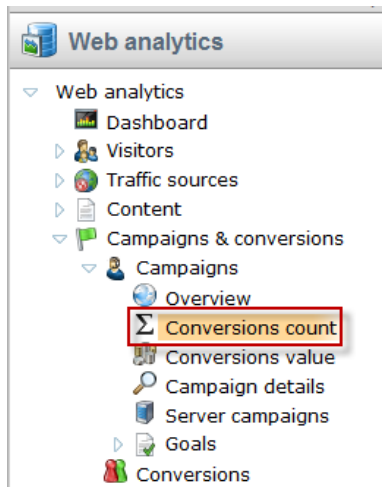 Web analytics
Web analytics
Dashboard
Visitors
Traffic sources
Content
Campaigns & conversions
Campaigns
Overview
Σ Conversions count
Conversions value
Campaign details
Server campaigns
Goals
Conversions